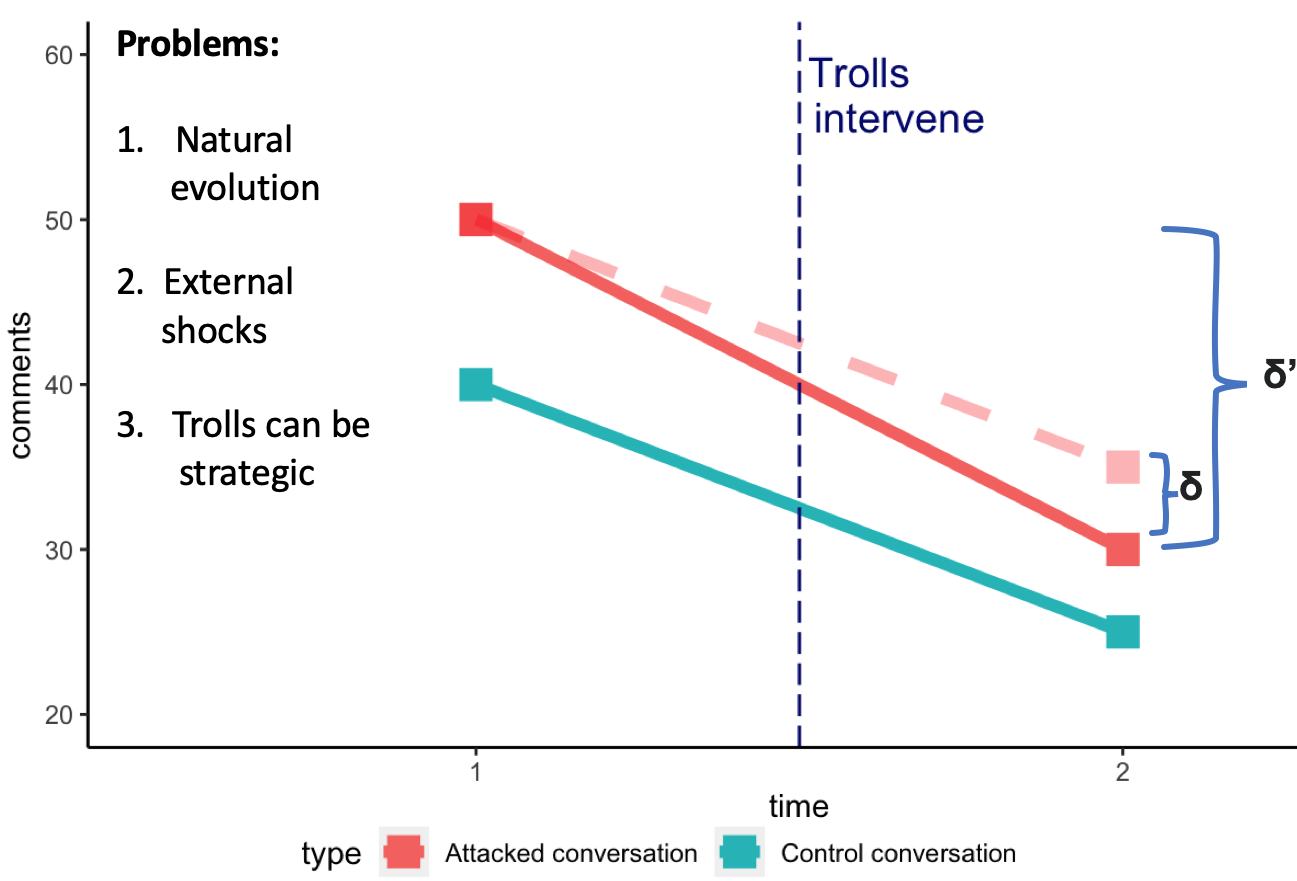 Problems:
1. Natural
evolution
2. External
shocks
3. Trolls can be
strategic
Trolls
intervene
60
50
40
30
20
comments
δ'
δ
1
2
time
type
Attacked conversation
Control conversation